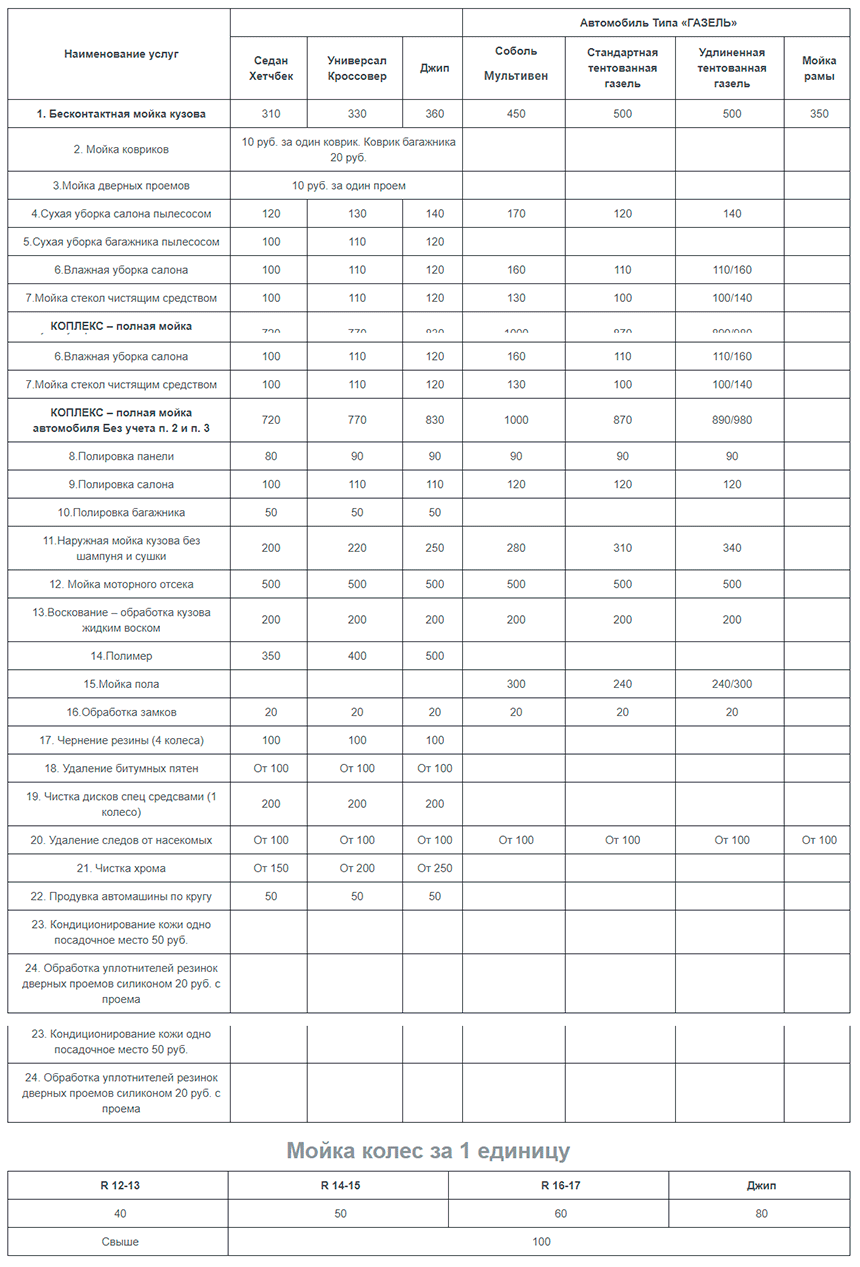 Наименование услуг
Автомобиль Типа «ГАЗЕЛЬ»
Седан
Хетчбек
Универсал
Кроссовер
Джип
Соболь
Мультивен
Стандартная
тентованная
газель
Удлиненная
тентованная
газель
Мойка
рамы
1. Бесконтактная мойка кузова 310 330 360 450 500 500 350
2. Мойка ковриков
10 руб. за один коврик. Коврик багажника
20 руб.
3.Мойка дверных проемов 10 руб. за один проем
4.Сухая уборка салона пылесосом 120 130 140 170 120 140
5.Сухая уборка багажника пылесосом 100 110 120
6.Влажная уборка салона 100 110 120 160 110 110/160
7.Мойка стекол чистящим средством 100 110 120 130 100 100/140
КОПЛЕКС – полная мойка
6.Влажная уборка салона 100 110 120 160 110 110/160
7.Мойка стекол чистящим средством 100 110 120 130 100 100/140
КОПЛЕКС – полная мойка
автомобиля Без учета п. 2 и п. 3
720 770 830 1000 870 890/980
8.Полировка панели 80 90 90 90 90 90
9.Полировка салона 100 110 110 120 120 120
10.Полировка багажника 50 50 50
11.Наружная мойка кузова без
шампуня и сушки
200 220 250 280 310 340
12. Мойка моторного отсека 500 500 500 500 500 500
13.Воскование – обработка кузова
жидким воском
200 200 200 200 200 200
14.Полимер 350 400 500
15.Мойка пола 300 240 240/300
16.Обработка замков 20 20 20 20 20 20
17. Чернение резины (4 колеса) 100 100 100
18. Удаление битумных пятен От 100 От 100 От 100
19. Чистка дисков спец средсвами (1
колесо)
200 200 200
20. Удаление следов от насекомых От 100 От 100 От 100 От 100 От 100 От 100 От 100
21. Чистка хрома От 150 От 200 От 250
22. Продувка автомашины по кругу 50 50 50
23. Кондиционирование кожи одно
посадочное место 50 руб.
24. Обработка уплотнителей резинок
дверных проемов силиконом 20 руб. с
проема
23. Кондиционирование кожи одно
посадочное место 50 руб.
24. Обработка уплотнителей резинок
дверных проемов силиконом 20 руб. с
проема
Мойка колес за 1 единицу
R 12-13 R 14-15 R 16-17 Джип
40 50 60 80
Свыше 100